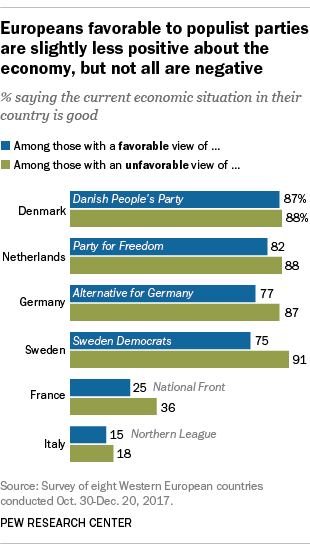 Europeans favorable to populist parties
are slightly less positive about the
economy, but not all are negative
% saying the current economic situation in their
country is good
Among those with a favorable view of ...
Among those with an unfavorable view of ...
Denmark
Danish People's Party
87%
88%
Netherlands
Party for Freedom
82
88
Germany
Alternative for Germany
77
87
Sweden
Sweden Democrats
75
91
France
25 National Front
36
Italy
15 Northern League
18
Source: Survey of eight Western European countries
conducted Oct. 30-Dec. 20, 2017.
PEW RESEARCH CENTER